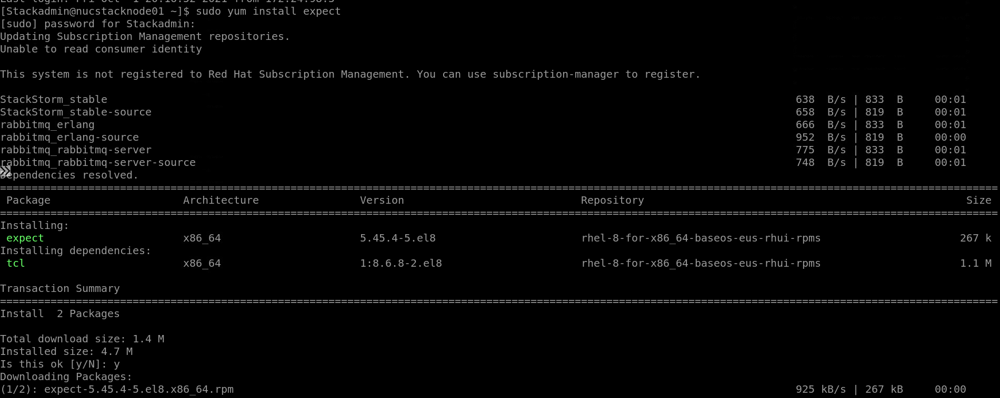 [Stackadmin@nucstacknode01 ~]$ sudo yum install expect
[sudo] password for Stackadmin:
Updating Subscription Management repositories.
Unable to read consumer identity
This system is not registered to Red Hat Subscription Management. You can use subscription-manager to register.
StackStorm_stable 638 B/s | 833 B 00:01
StackStorm_stable-source 658 B/s | 819 B 00:01
rabbitmq_erlang 666 B/s | 833 B 00:01
rabbitmq_erlang-source 952 B/s | 819 B 00:00
rabbitmq_rabbitmq-server 775 B/s | 833 B 00:01
rabbitmq_rabbitmq-server-source 748 B/s | 819 B 00:01
Dependencies resolved.
Package Architecture Version Repository Size
Installing:
expect x86_64 5.45.4-5.el8 rhel-8-for-x86_64-baseos-eus-rhui-rpms 267 k
Installing dependencies:
tcl x86_64 1:8.6.8-2.el8 rhel-8-for-x86_64-baseos-eus-rhui-rpms 1.1 M
Transaction Summary
Install 2 Packages
Total download size: 1.4 M
Installed size: 4.7 M
Is this ok [y/N]: y
Downloading Packages:
(1/2): expect-5.45.4-5.el8.x86_64.rpm 925 kB/s | 267 kB 00:00